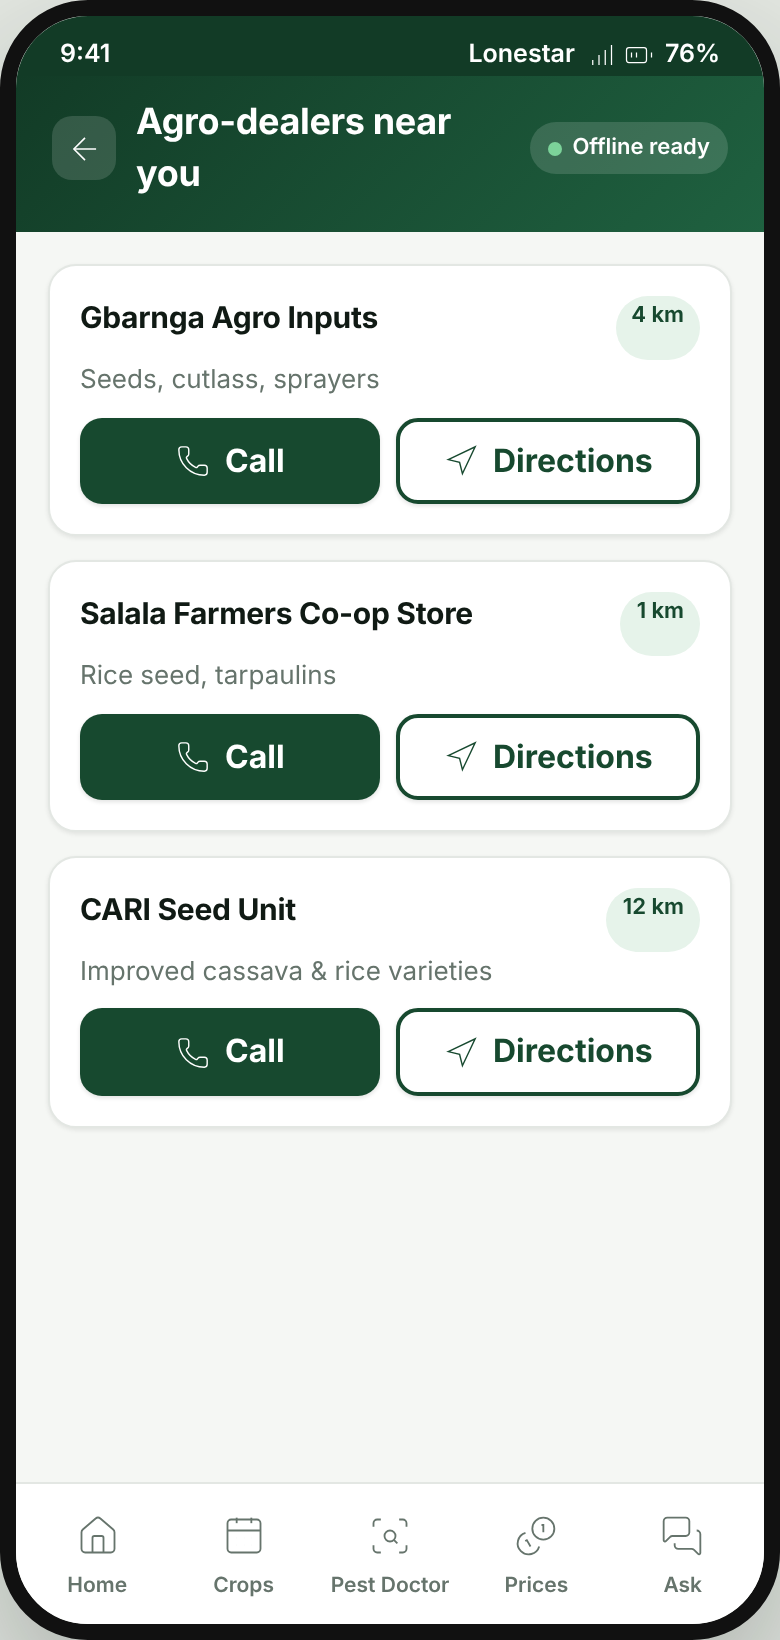 9:41
Lonestar 76%
Agro-dealers near
you
Offline ready
Gbarnga Agro Inputs
4 km
Seeds, cutlass, sprayers
Call
Directions
Salala Farmers Co-op Store
1 km
Rice seed, tarpaulins
Call
Directions
CARI Seed Unit
12 km
Improved cassava & rice varieties
Call
Directions
Home
Crops
Pest Doctor
Prices
Ask